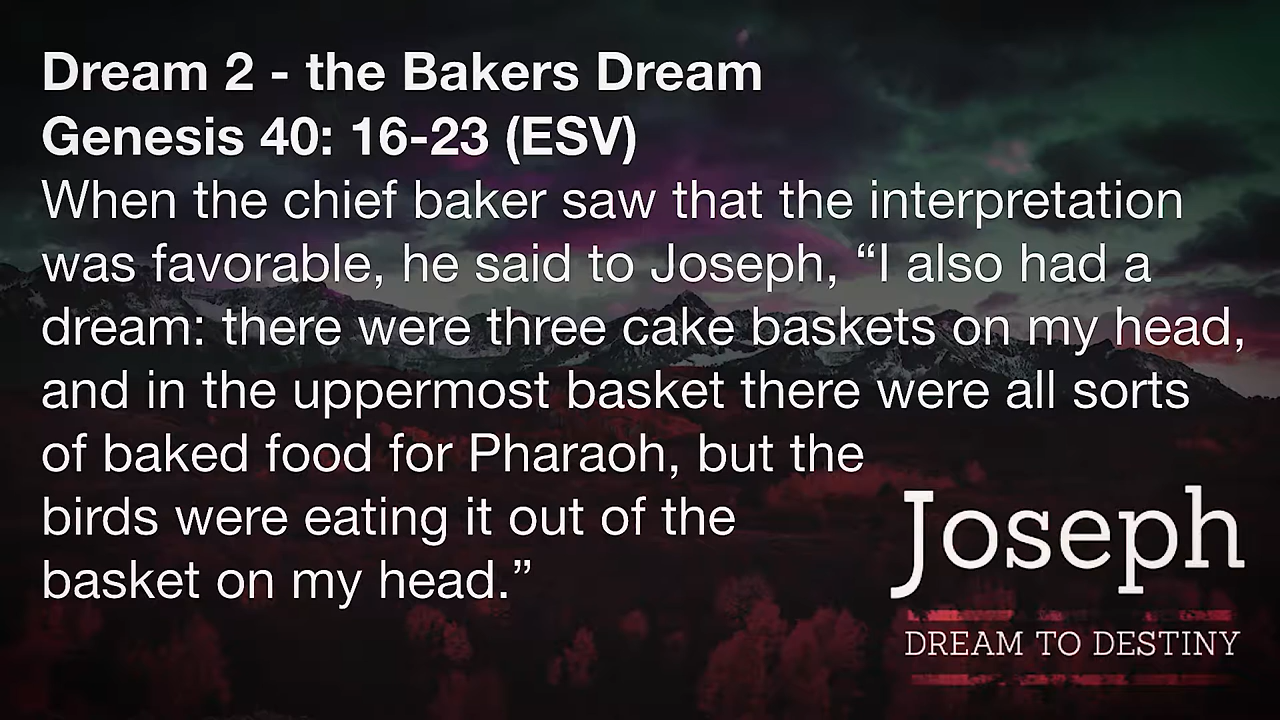 Dream 2 - the Bakers Dream
Genesis 40: 16-23 (ESV)
When the chief baker saw that the interpretation
was favorable, he said to Joseph, “I also had a
dream: there were three cake baskets on my head,
and in the uppermost basket there were all sorts
of baked food for Pharaoh, but the
birds were eating it out of the
basket on my head.”
Joseph
DREAM TO DESTINY